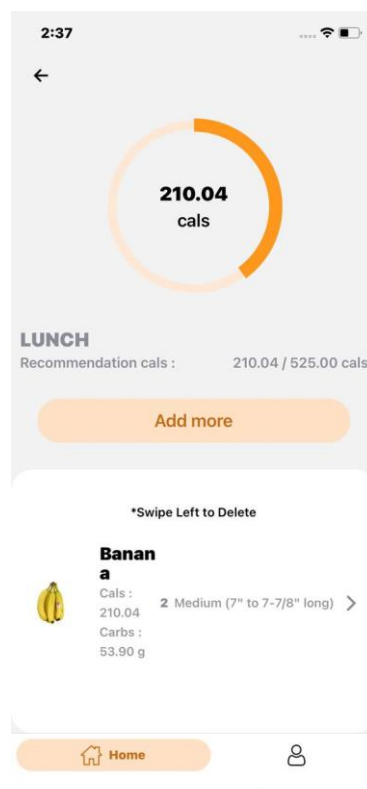 2:37
210.04
cals
LUNCH
Recommendation cals : 210.04 / 525.00 cals
Add more
*Swipe Left to Delete
Banan
a
Cals :
210.04
Carbs :
53.90 g
2 Medium (7" to 7-7/8" long)
Home